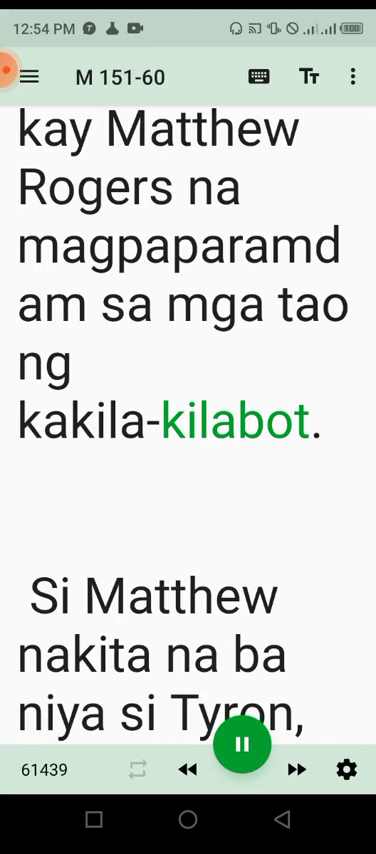 12:54 PM
100
M 151-60
kay Matthew
Rogers na
magpaparamd
am sa mga tao
ng
kakila-kilabot.
Si Matthew
nakita na ba
niya si Tyron,
61439